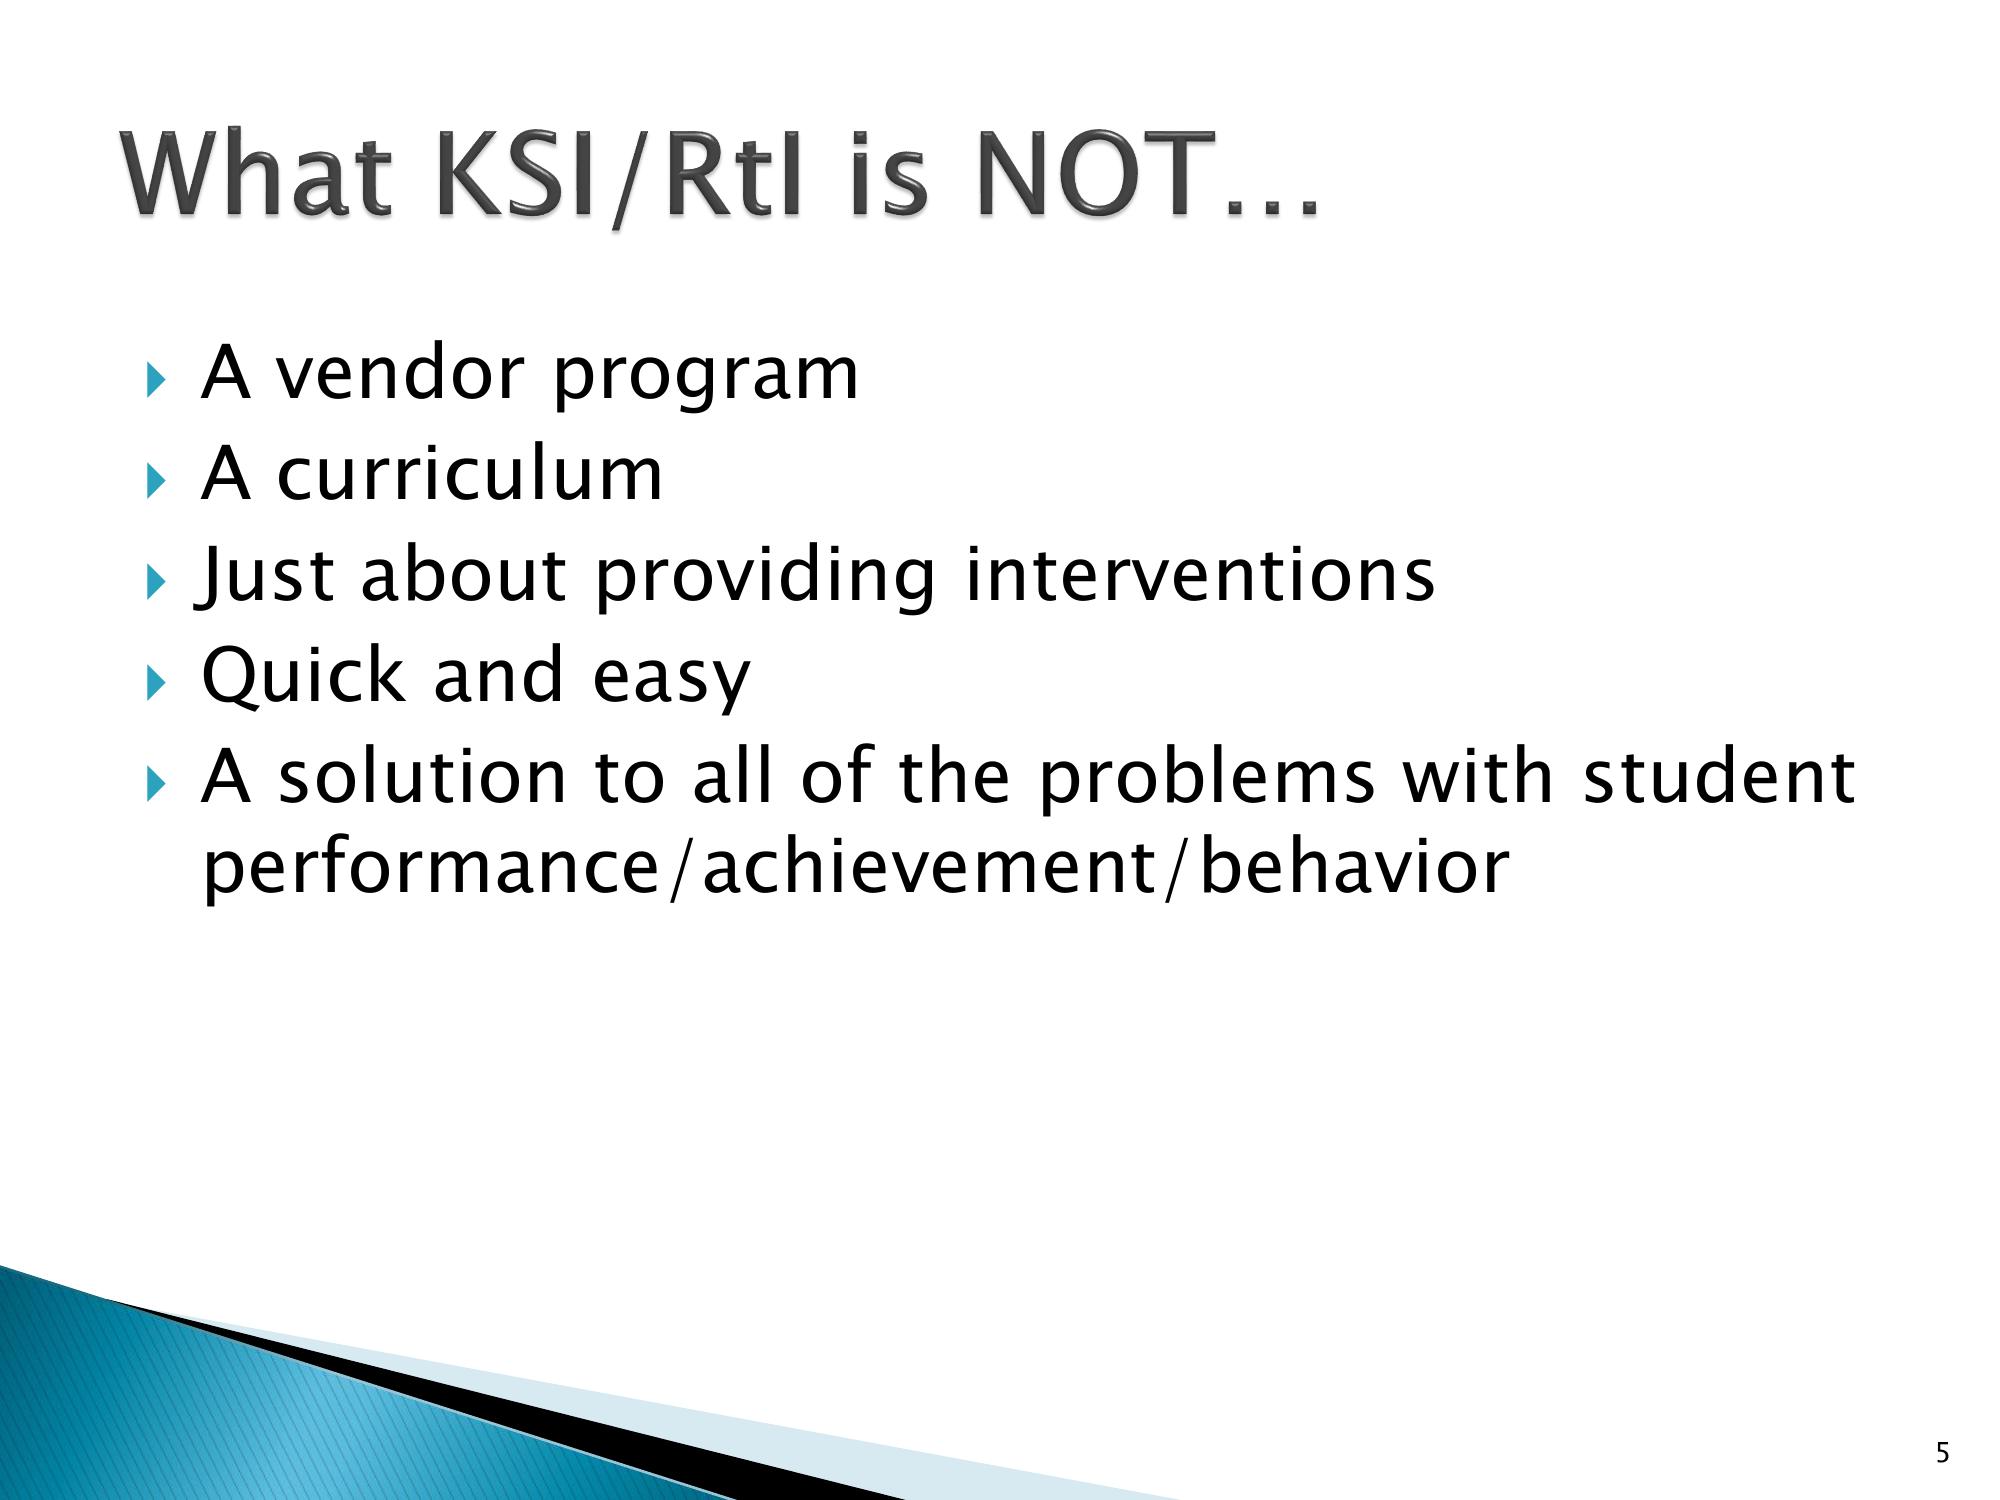 What KSI/RtI is NOT…
A vendor program
A curriculum
Just about providing interventions
Quick and easy
A solution to all of the problems with student
performance/achievement/behavior
5